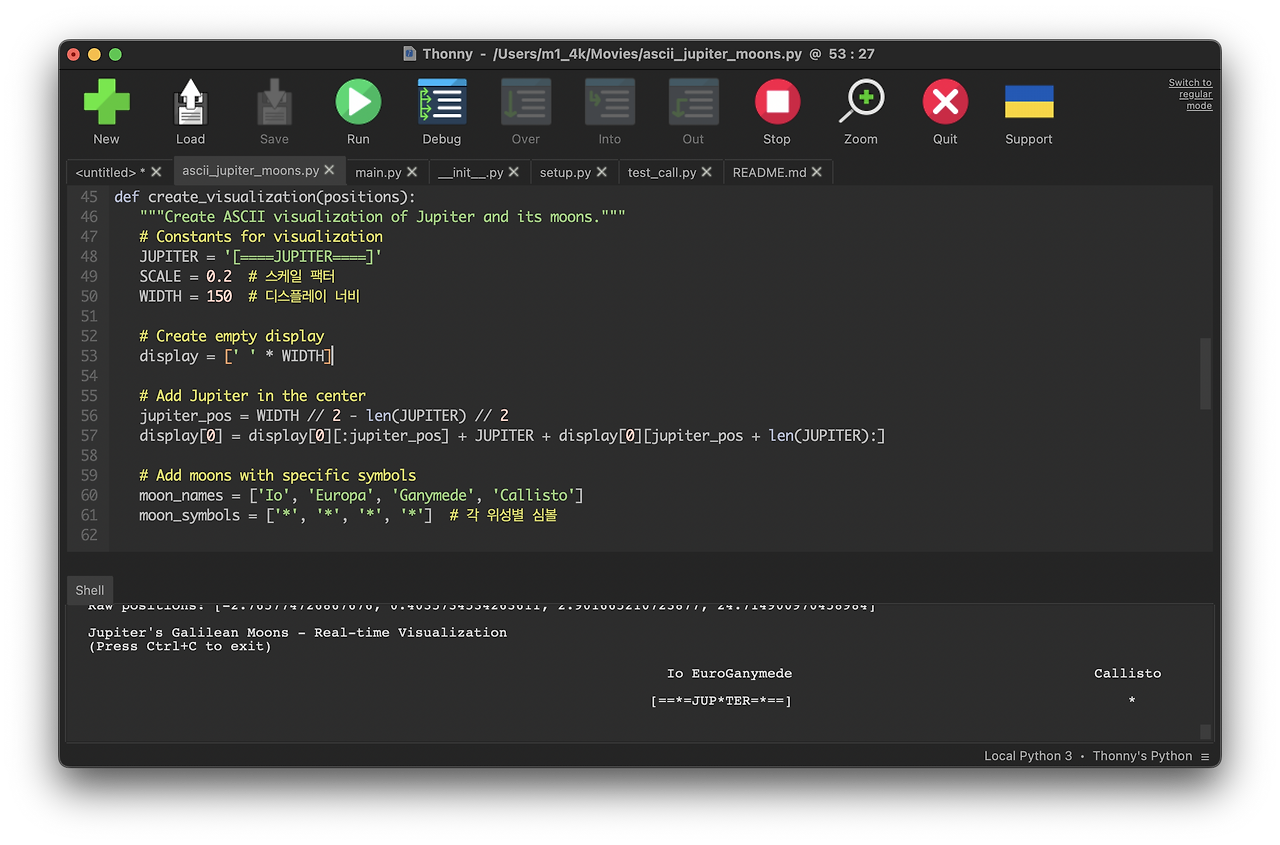 Thonny - /Users/m1_4k/Movies/ascii_jupiter_moons.py @ 53 : 27
New Load Save Run Debug Over Into Out Stop Zoom Quit Support
Switch to
regular
mode
<untitled> * ✕ ascii_jupiter_moons.py ✕ main.py ✕ __init__.py ✕ setup.py ✕ test_call.py ✕ README.md ✕
45 def create_visualization(positions):
46 """Create ASCII visualization of Jupiter and its moons."""
47 # Constants for visualization
48 JUPITER = '[====JUPITER====]'
49 SCALE = 0.2 # 스케일 팩터
50 WIDTH = 150 # 디스플레이 너비
51
52 # Create empty display
53 display = [' ' * WIDTH]
54
55 # Add Jupiter in the center
56 jupiter_pos = WIDTH // 2 - len(JUPITER) // 2
57 display[0] = display[0][:jupiter_pos] + JUPITER + display[0][jupiter_pos + len(JUPITER):]
58
59 # Add moons with specific symbols
60 moon_names = ['Io', 'Europa', 'Ganymede', 'Callisto']
61 moon_symbols = ['*', '*', '*', '*'] # 각 위성별 심볼
62
Shell
Raw positions:
Jupiter's Galilean Moons - Real-time Visualization
(Press Ctrl+C to exit)
Io EuroGanymede Callisto
[==*=JUP*TER=*==] *
Local Python 3 • Thonny's Python ≡